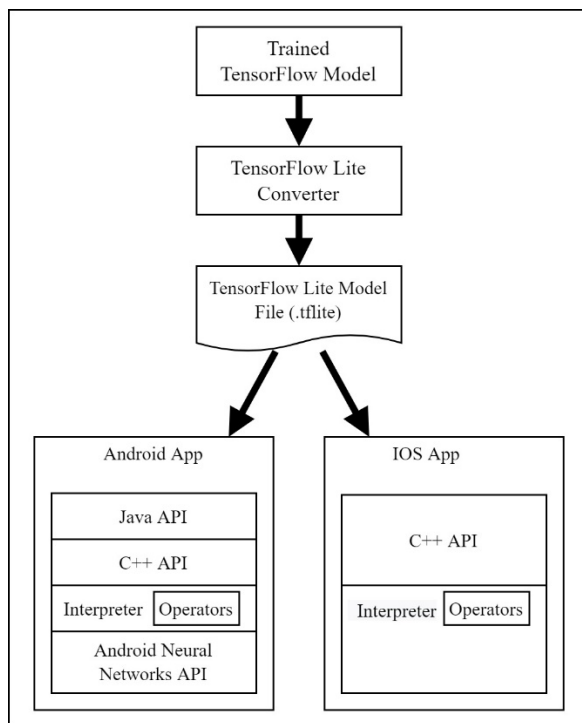 Trained
TensorFlow Model
TensorFlow Lite
Converter
TensorFlow Lite Model
File (.tflite)
Android App
Java API
C++ API
Interpreter Operators
Android Neural
Networks API
IOS App
C++ API
Interpreter Operators